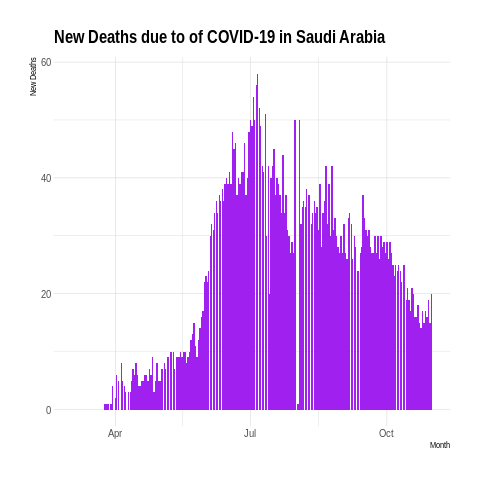 New Deaths due to of COVID-19 in Saudi Arabia
New Deaths
60
40
20
0
Apr
Jul
Oct
Month